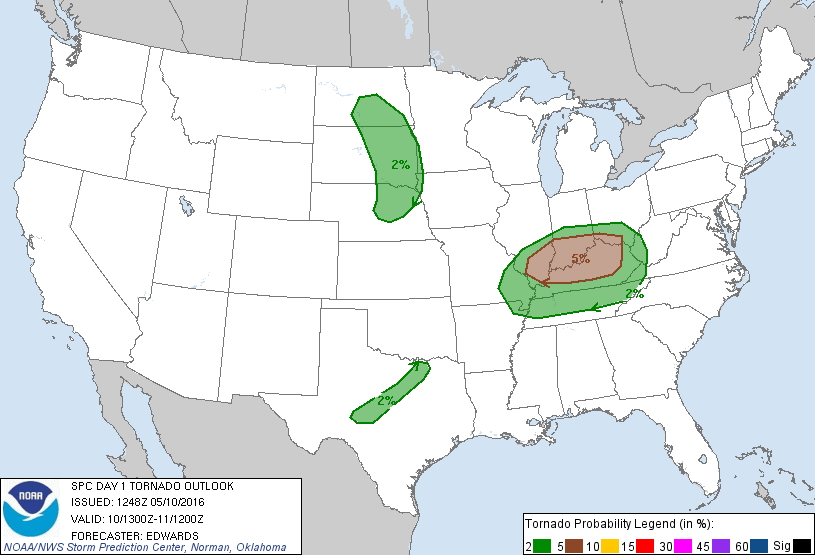 2%
5%
2%
2%
NOAA
SPC DAY 1 TORNADO OUTLOOK
ISSUED: 1248Z 05/10/2016
VALID: 10/1300Z-11/1200Z
FORECASTER: EDWARDS
NOAA/NWS Storm Prediction Center, Norman, Oklahoma
Tornado Probability Legend (in %):
2 5 10 15 30 45 60 Sig